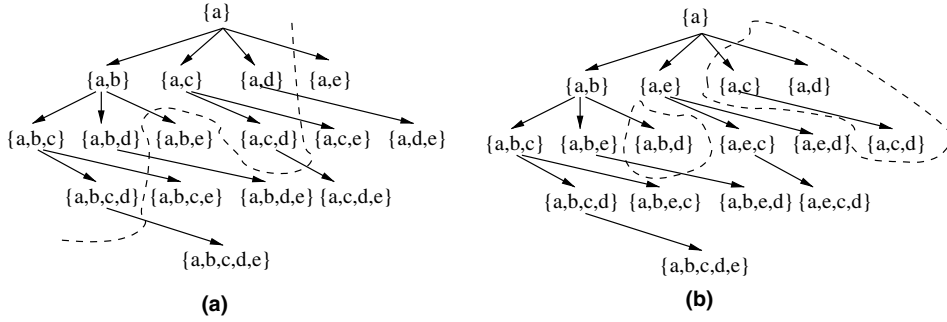 {a}
{a,b} {a,c} {a,d} {a,e}
{a,b,c} {a,b,d} {a,b,e} {a,c,d} {a,c,e} {a,d,e}
{a,b,c,d} {a,b,c,e} {a,b,d,e} {a,c,d,e}
{a,b,c,d,e}
(a)
{a}
{a,b} {a,e} {a,c} {a,d}
{a,b,c} {a,b,e} {a,b,d} {a,e,c} {a,e,d} {a,c,d}
{a,b,c,d} {a,b,e,c} {a,b,e,d} {a,e,c,d}
{a,b,c,d,e}
(b)